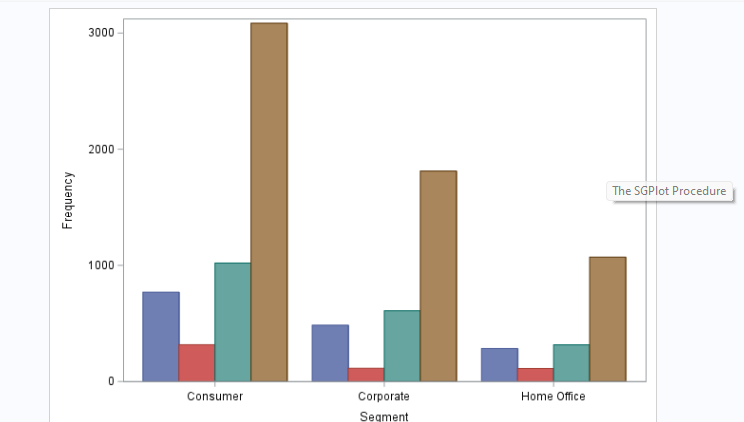 3000
2000
1000
0
Frequency
The SGPlot Procedure
Consumer Corporate Home Office
Segment